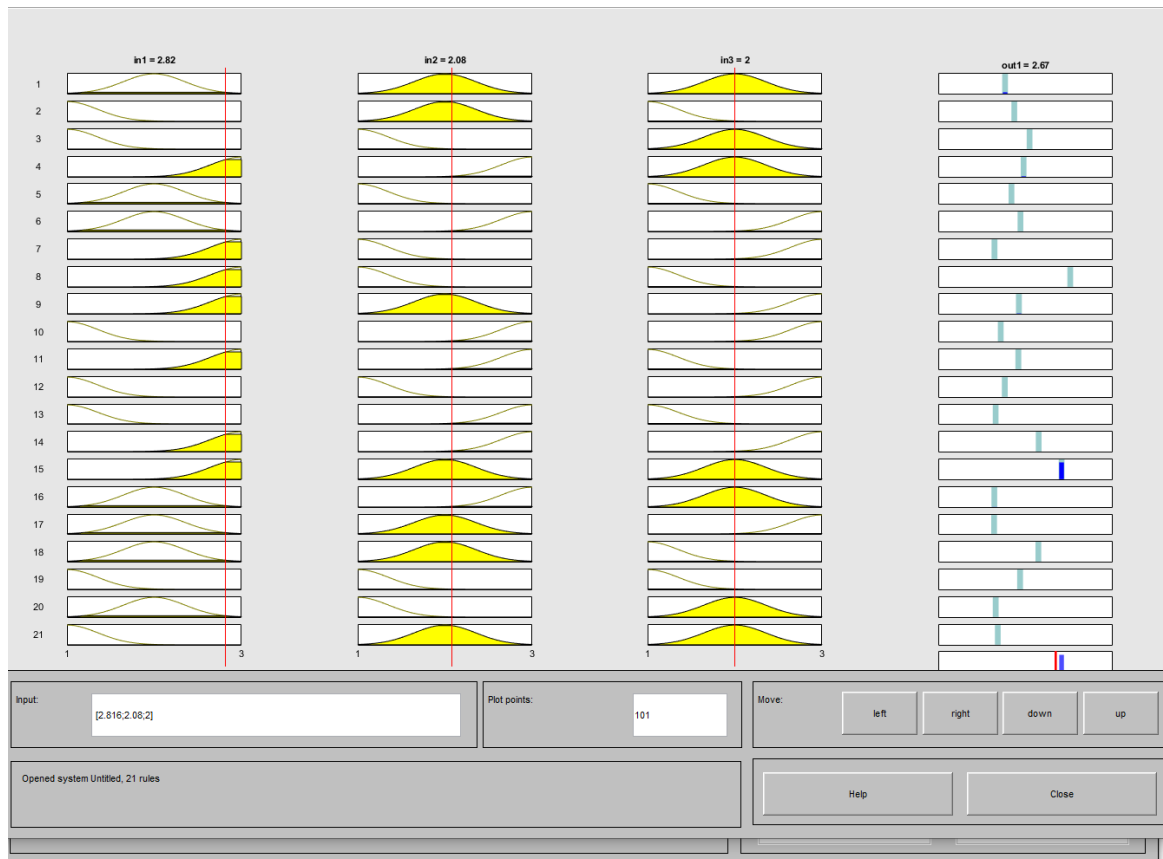 in1 = 2.82
in2 = 2.08
in3 = 2
out1 = 2.67
1
2
3
4
5
6
7
8
9
10
11
12
13
14
15
16
17
18
19
20
21
1 3
1 3
1 3
Input:
[2.816;2.08;2]
Plot points:
101
Move:
left
right
down
up
Opened system Untitled, 21 rules
Help
Close